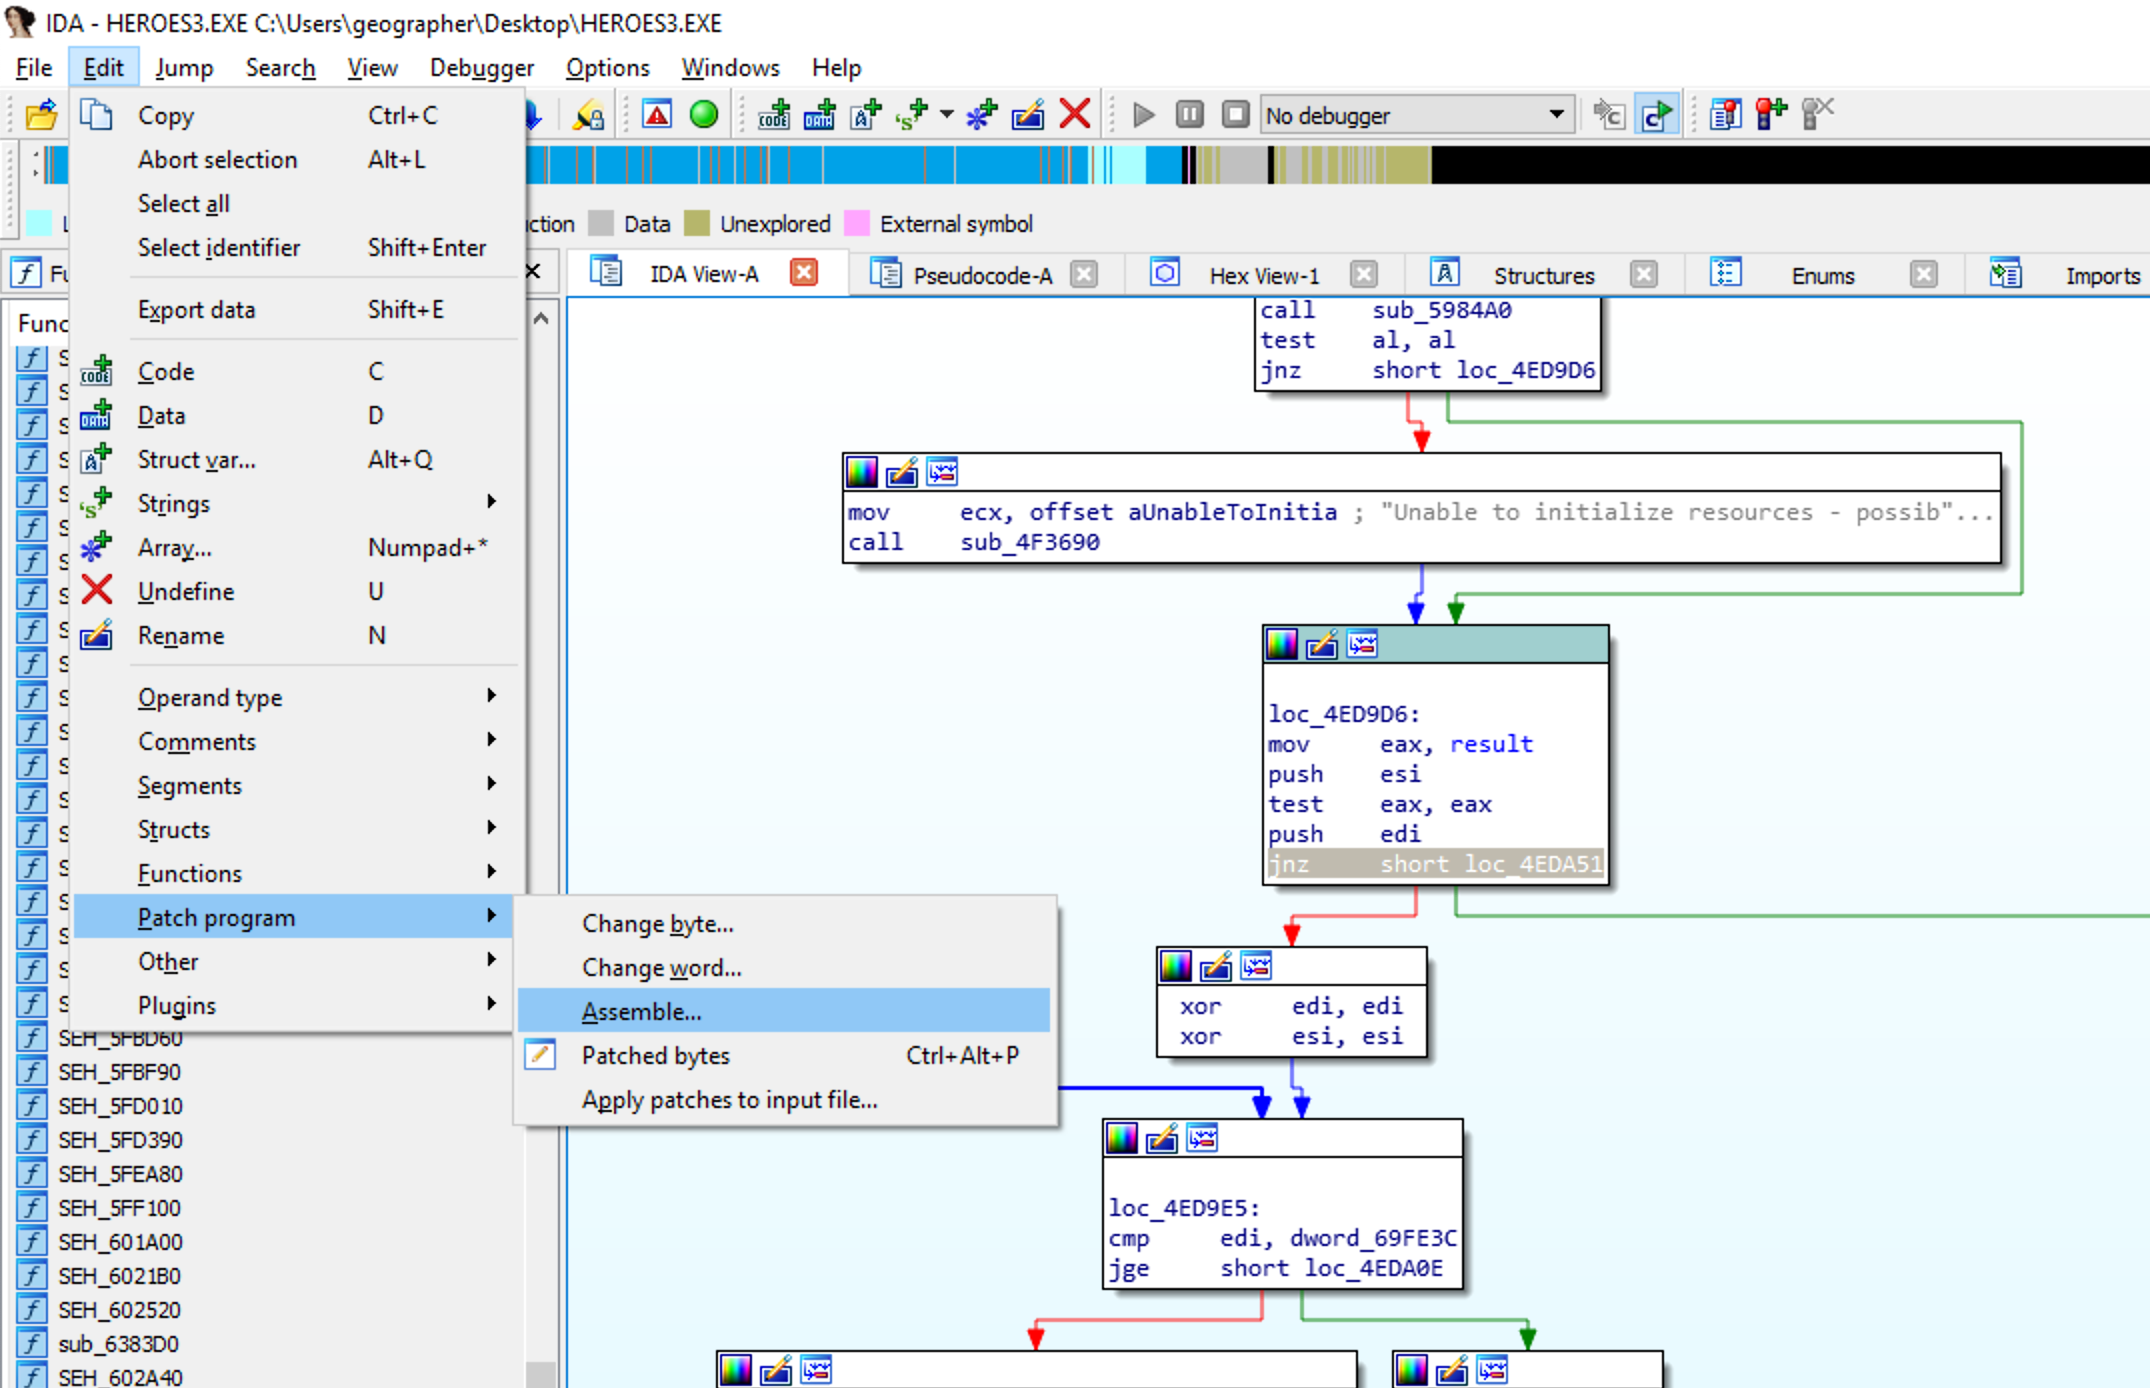 IDA - HEROES3.EXE C:\Users\geographer\Desktop\HEROES3.EXE
File Edit Jump Search View Debugger Options Windows Help
No debugger
Data Unexplored External symbol
IDA View-A Pseudocode-A Hex View-1 Structures Enums Imports
Copy Ctrl+C
Abort selection Alt+L
Select all
Select identifier Shift+Enter
Export data Shift+E
Code C
Data D
Struct var... Alt+Q
Strings
Array... Numpad+*
Undefine U
Rename N
Operand type
Comments
Segments
Structs
Functions
Patch program
Other
Plugins
Change byte...
Change word...
Assemble...
Patched bytes Ctrl+Alt+P
Apply patches to input file...
SEH_5FBD60
SEH_5FBF90
SEH_5FD010
SEH_5FD390
SEH_5FEA80
SEH_5FF100
SEH_601A00
SEH_6021B0
SEH_602520
sub_6383D0
SEH_602A40
call sub_5984A0
test al, al
jnz short loc_4ED9D6
mov ecx, offset aUnableToInitia ; "Unable to initialize resources - possib"...
call sub_4F3690
loc_4ED9D6:
mov eax, result
push esi
test eax, eax
push edi
jnz short loc_4EDA51
xor edi, edi
xor esi, esi
loc_4ED9E5:
cmp edi, dword_69FE3C
jge short loc_4EDA0E